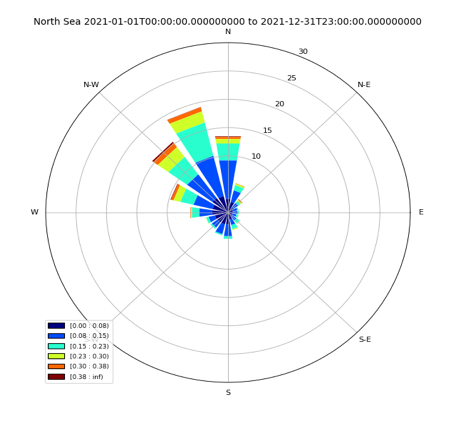 North Sea 2021-01-01T00:00:00.000000000 to 2021-12-31T23:00:00.000000000
N
30
N-W
N-E
25
20
15
10
W
E
S-E
S
[0.00 : 0.08)
[0.08 : 0.15)
[0.15 : 0.23)
[0.23 : 0.30)
[0.30 : 0.38)
[0.38 : inf)